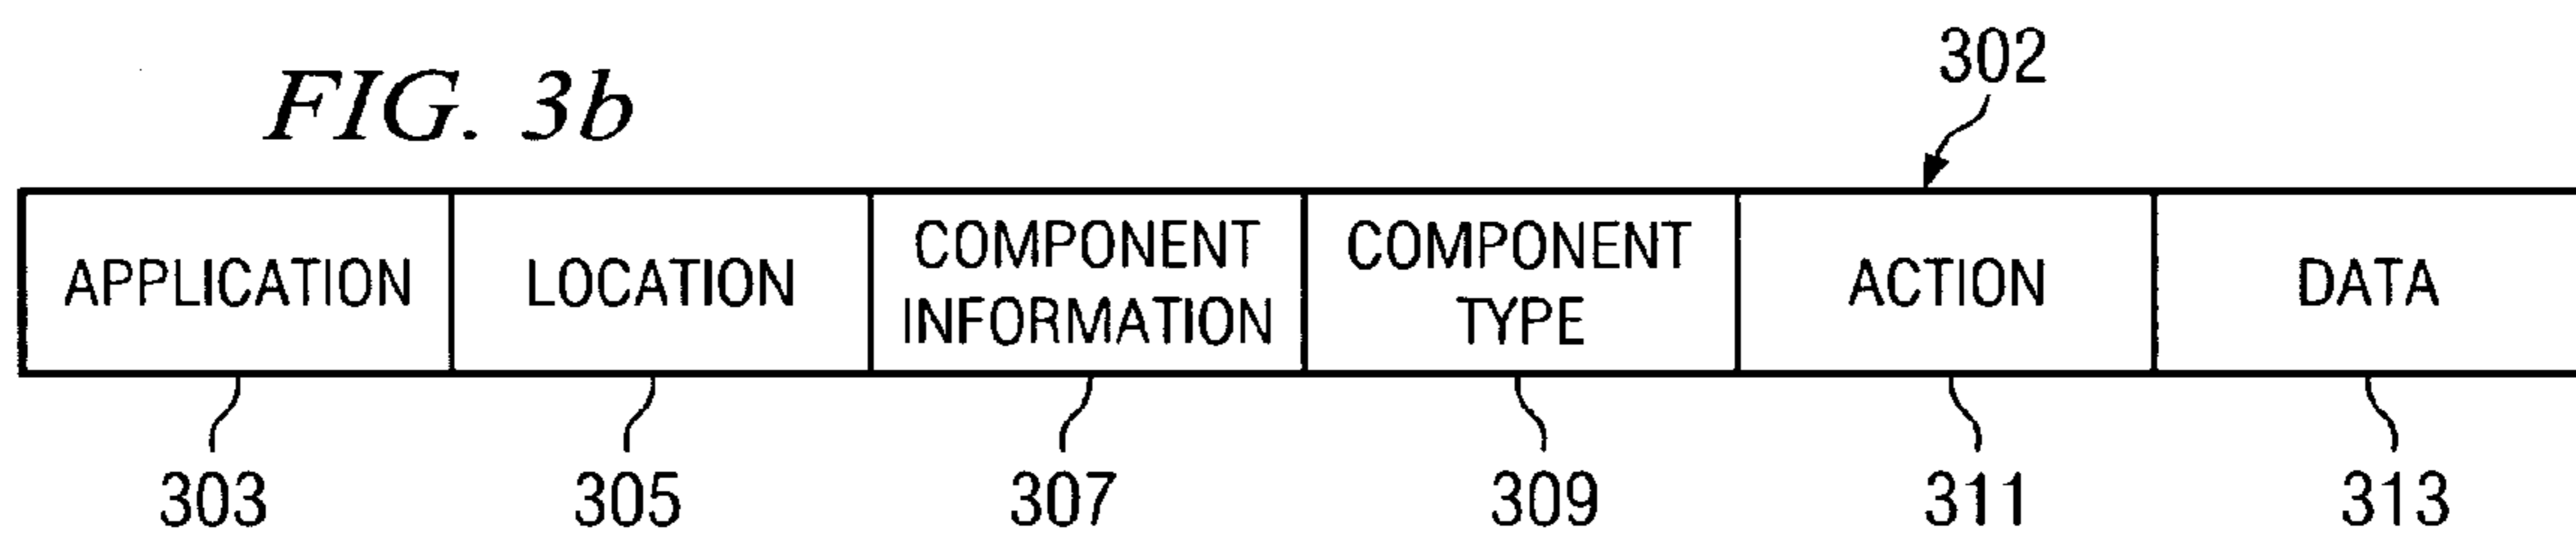 302
FIG. 3b
APPLICATION
LOCATION
COMPONENT
INFORMATION
COMPONENT
TYPE
ACTION
DATA
303
305
307
309
311
313